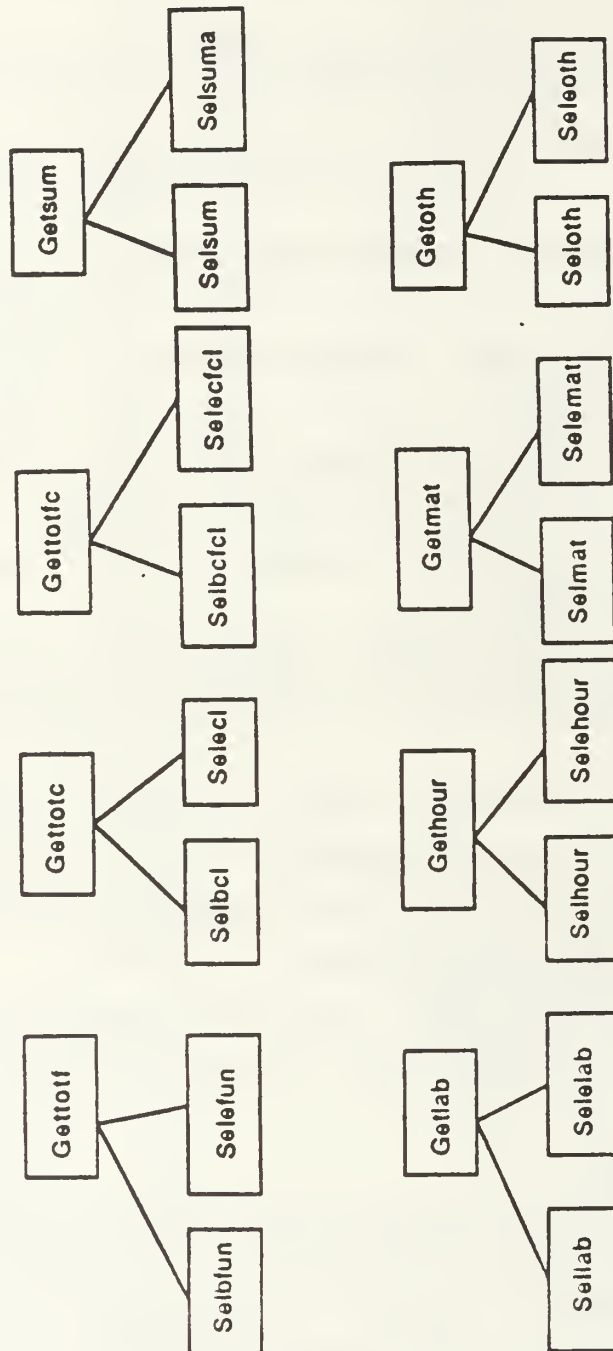 Gettotf
Gettotc
Gettotfc
Getsum
Selbfun
Selefun
Selbcl
Selecl
Selbcfcl
Selecfcl
Selsum
Selsuma
Getlab
Gethour
Getmat
Getoth
Sellab
Selelab
Selhour
Selehour
Selmat
Selemat
Seloth
Seleoth